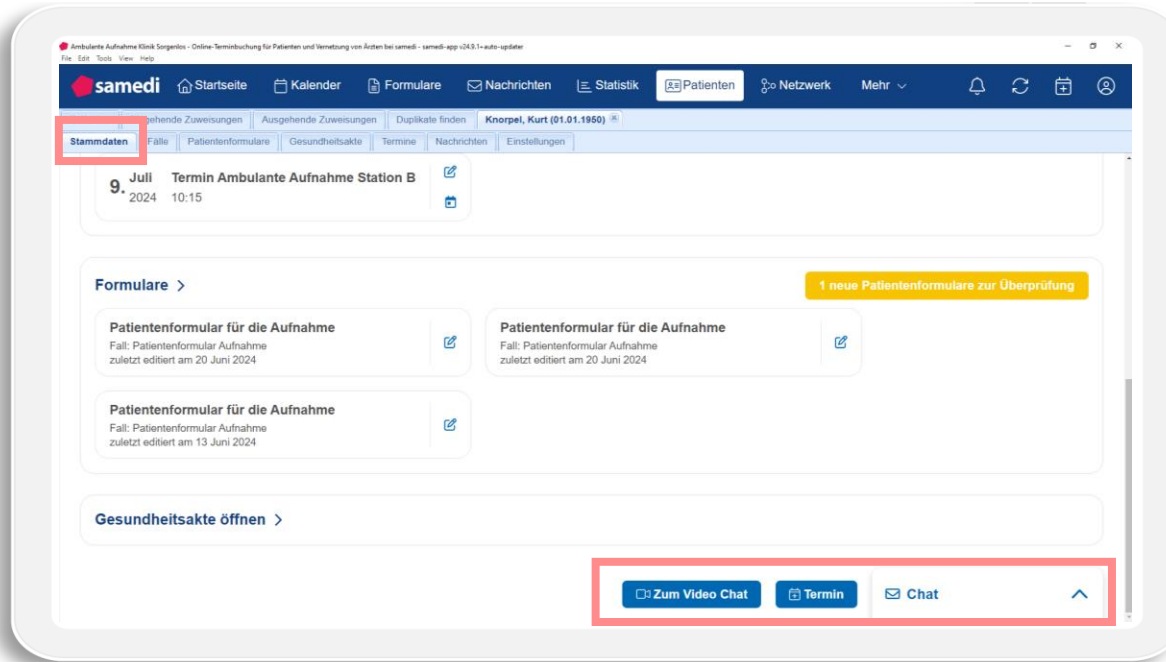 Ambulante Aufnahme Klinik Sorgenlos - Online-Terminbuchung für Patienten und Vernetzung von Ärzten bei samedi - samedi-app v24.9.1+auto-updater
File Edit Tools View Help
samedi Startseite Kalender Formulare Nachrichten Statistik Patienten Netzwerk Mehr
ehende Zuweisungen Ausgehende Zuweisungen Duplikate finden Knorpel, Kurt (01.01.1950)
Stammdaten Fälle Patientenformulare Gesundheitsakte Termine Nachrichten Einstellungen
9. Juli 2024 Termin Ambulante Aufnahme Station B
10:15
Formulare >
1 neue Patientenformulare zur Überprüfung
Patientenformular für die Aufnahme
Fall: Patientenformular Aufnahme
zuletzt editiert am 20 Juni 2024
Patientenformular für die Aufnahme
Fall: Patientenformular Aufnahme
zuletzt editiert am 20 Juni 2024
Patientenformular für die Aufnahme
Fall: Patientenformular Aufnahme
zuletzt editiert am 13 Juni 2024
Gesundheitsakte öffnen >
Zum Video Chat Termin Chat